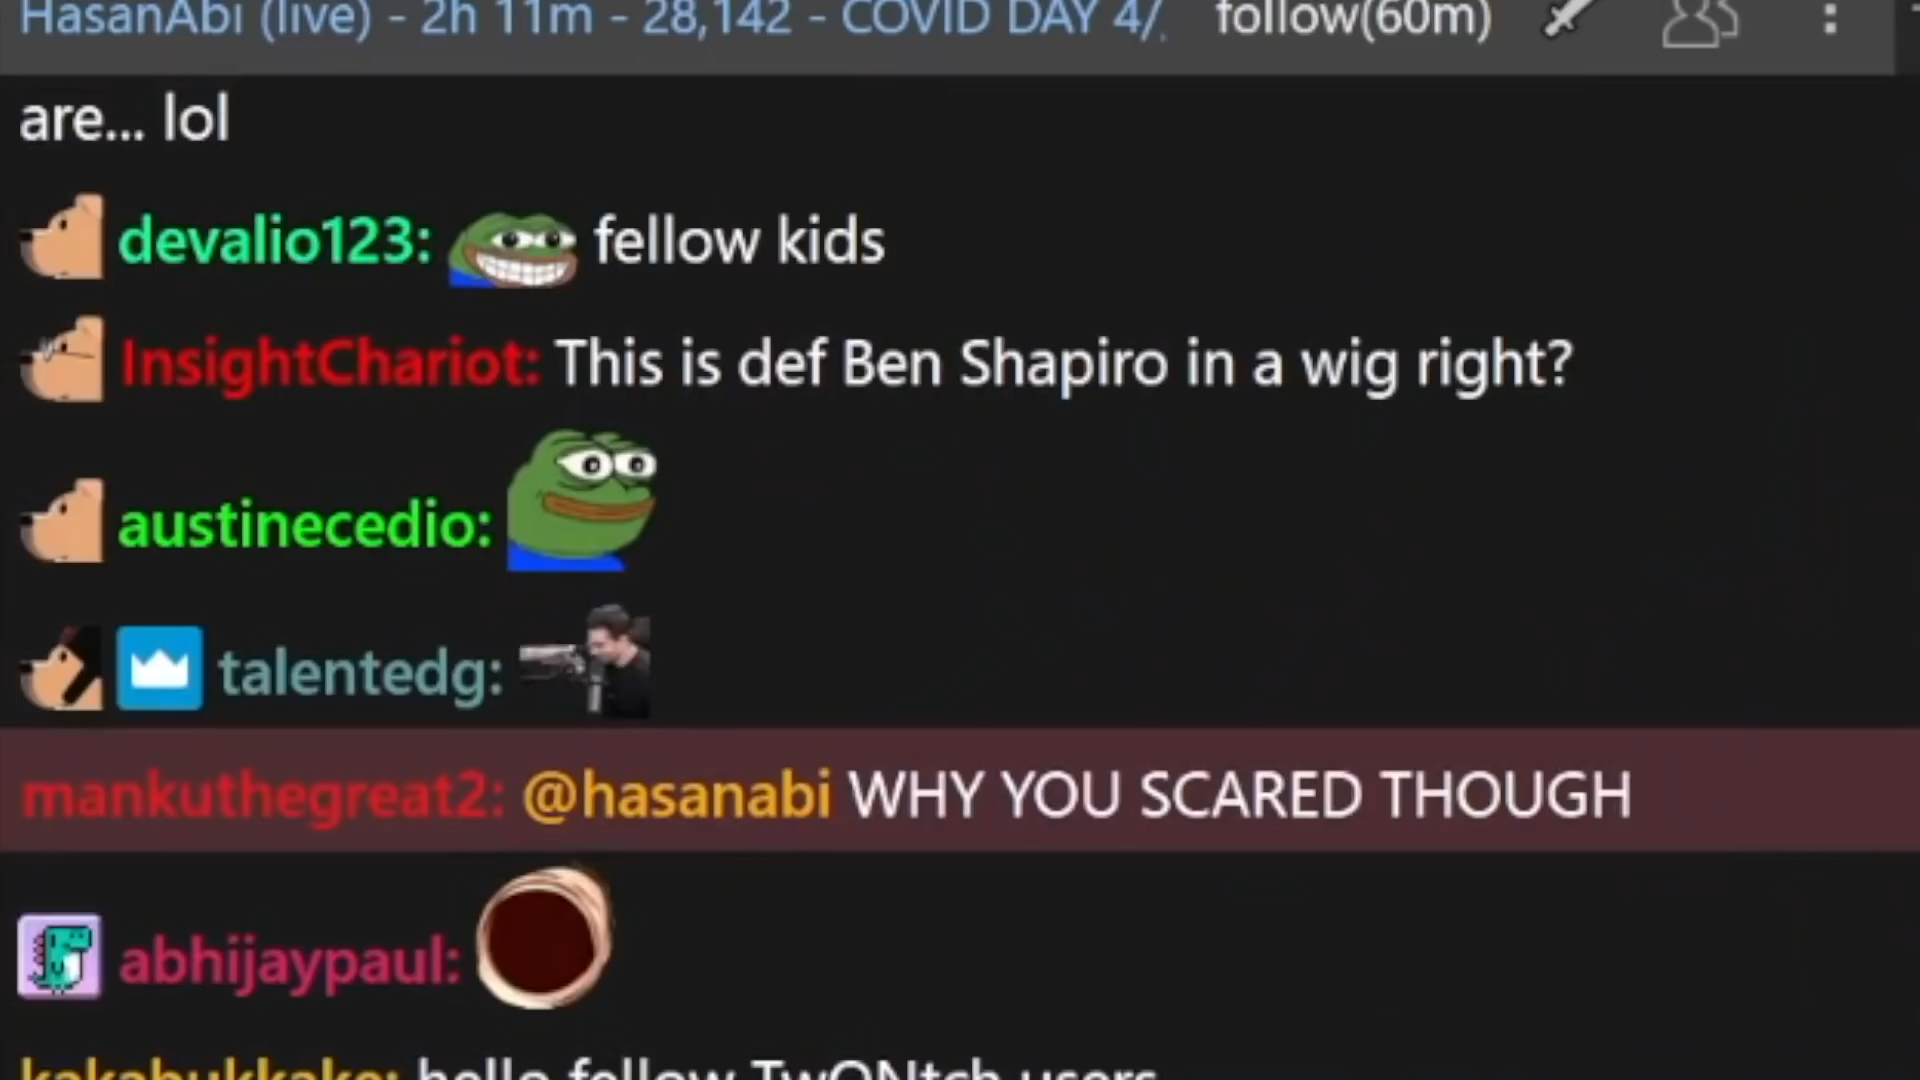 HasanAbi (live) - 2h 11m - 28,142 - COVID DAY 4/ follow(60m)
are... lol
devalio123: fellow kids
InsightChariot: This is def Ben Shapiro in a wig right?
austinecedio:
talentedg:
mankuthegreat2: @hasanabi WHY YOU SCARED THOUGH
abhijaypaul:
kakabukkake: hello fellow TwONtch users